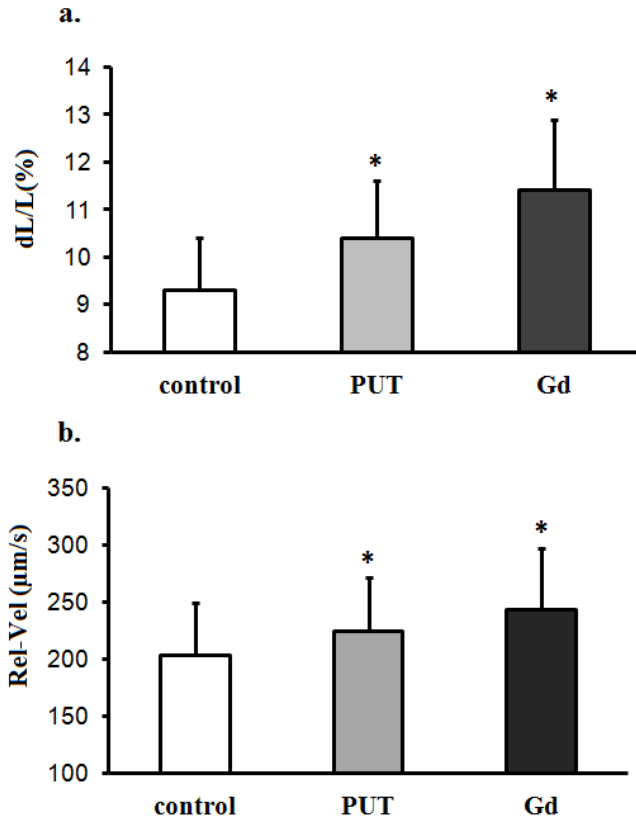 a.
14
13
12
11
10
9
8
dL/L(%)
*
*
control PUT Gd
b.
350
300
250
200
150
100
Rel-Vel (μm/s)
*
*
control PUT Gd